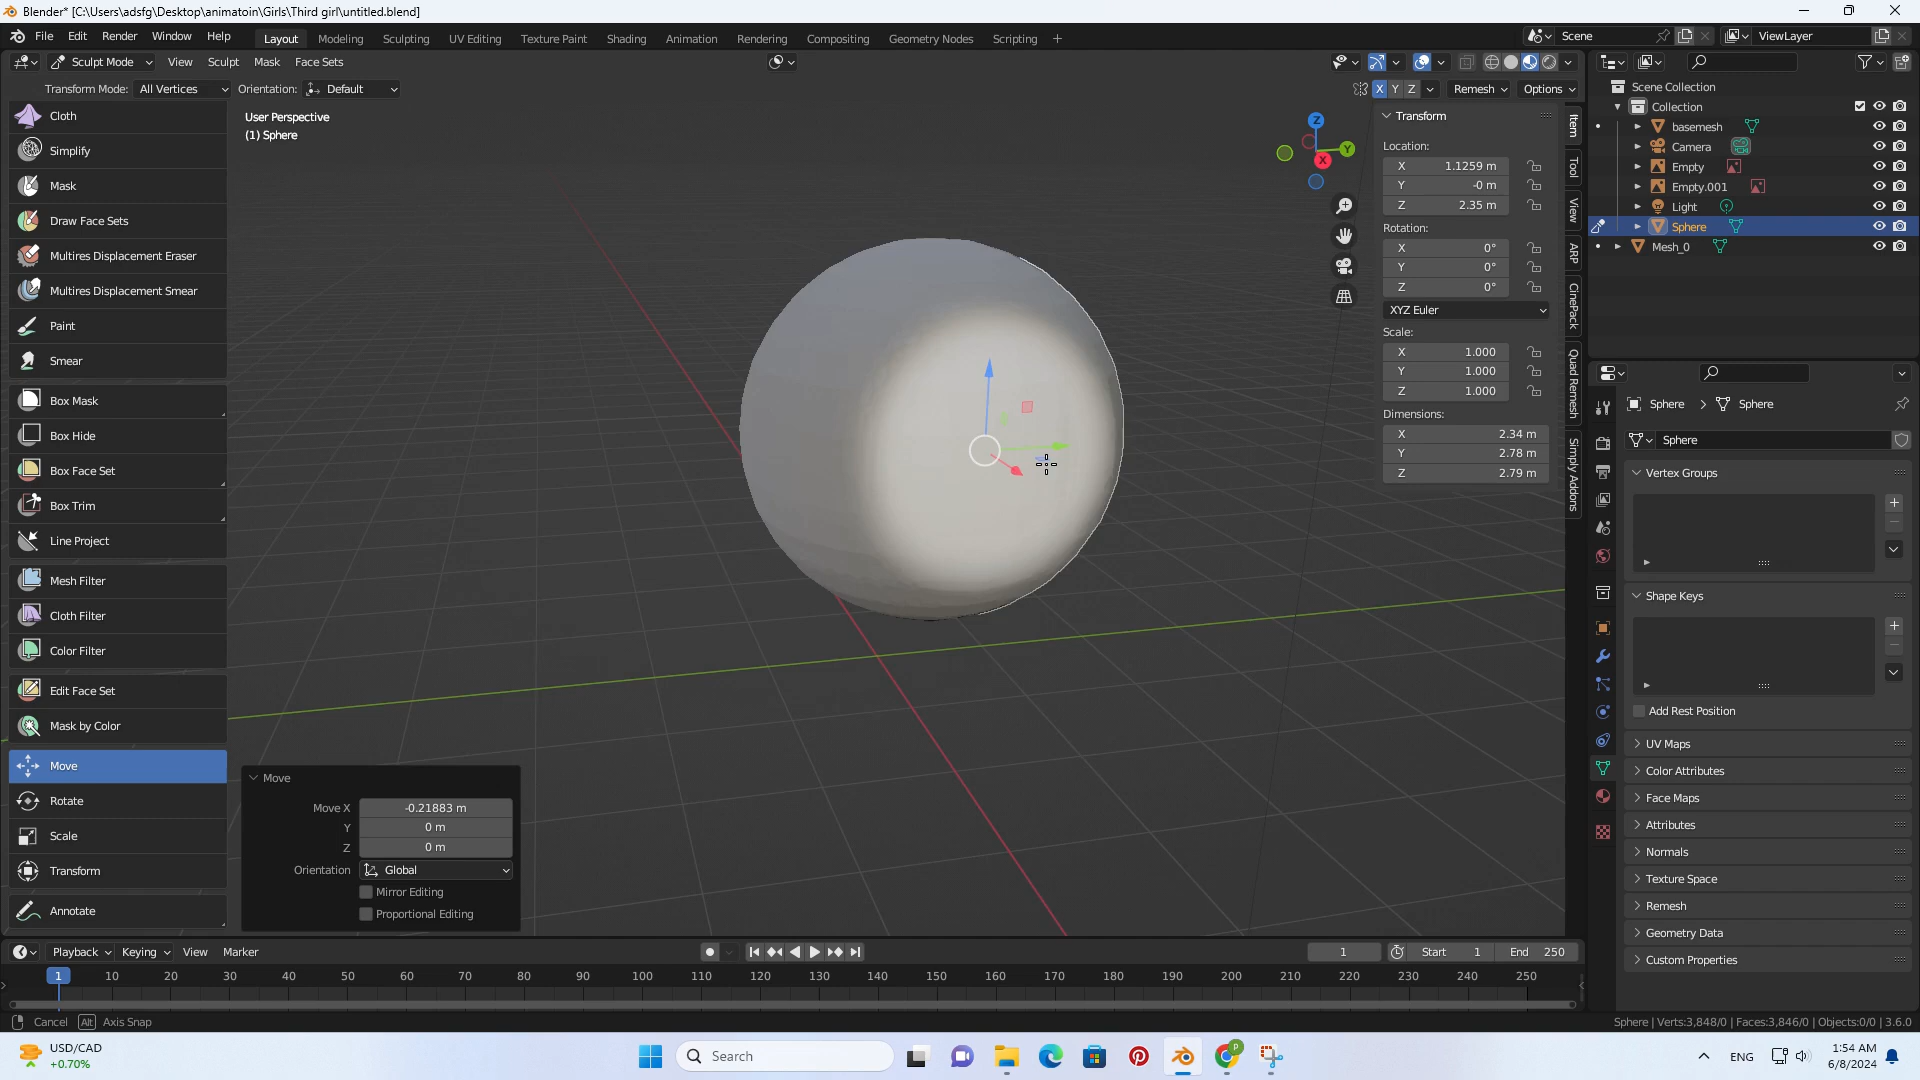 Blender* [C:\Users\adsfg\Desktop\animatoin\Girls\Third girl\untitled.blend]
File Edit Render Window Help Layout Modeling Sculpting UV Editing Texture Paint Shading Animation Rendering Compositing Geometry Nodes Scripting + Scene ViewLayer
Sculpt Mode View Sculpt Mask Face Sets
Transform Mode: All Vertices Orientation: Default X Y Z Remesh Options
Cloth
Simplify
Mask
Draw Face Sets
Multires Displacement Eraser
Multires Displacement Smear
Paint
Smear
Box Mask
Box Hide
Box Face Set
Box Trim
Line Project
Mesh Filter
Cloth Filter
Color Filter
Edit Face Set
Mask by Color
Move
Rotate
Scale
Transform
Annotate
User Perspective
(1) Sphere
Z
Y
X
Move
Move X -0.21883 m
Y 0 m
Z 0 m
Orientation Global
Mirror Editing
Proportional Editing
Transform
Location:
X 1.1259 m
Y -0 m
Z 2.35 m
Rotation:
X 0°
Y 0°
Z 0°
XYZ Euler
Scale:
X 1.000
Y 1.000
Z 1.000
Dimensions:
X 2.34 m
Y 2.78 m
Z 2.79 m
Item
Tool
View
ARP
CinePack
Quad Remesh
Simply Addons
Scene Collection
Collection
basemesh
Camera
Empty
Empty.001
Light
Sphere
Mesh_0
Sphere > Sphere
Sphere
Vertex Groups
Shape Keys
Add Rest Position
UV Maps
Color Attributes
Face Maps
Attributes
Normals
Texture Space
Remesh
Geometry Data
Custom Properties
Playback Keying View Marker 1 Start 1 End 250
1 10 20 30 40 50 60 70 80 90 100 110 120 130 140 150 160 170 180 190 200 210 220 230 240 250
Cancel Alt Axis Snap Sphere | Verts:3,848/0 | Faces:3,846/0 | Objects:0/0 | 3.6.0
USD/CAD
+0.70%
Search
P
ENG
1:54 AM
6/8/2024